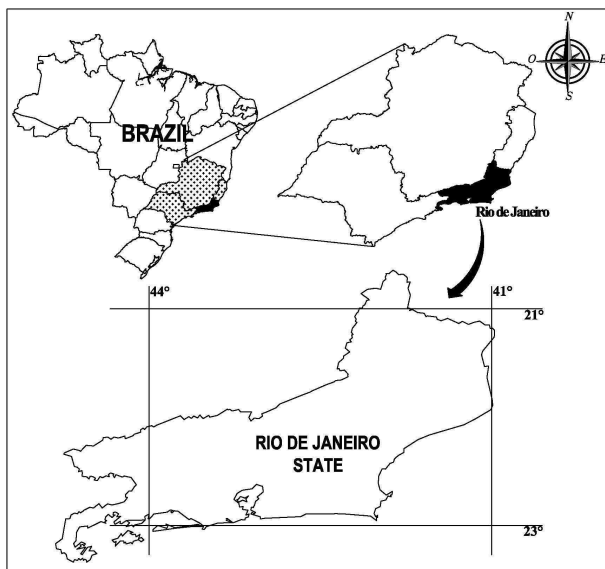 N
O
E
S
BRAZIL
Rio de Janeiro
44°
41°
21°
RIO DE JANEIRO
STATE
23°